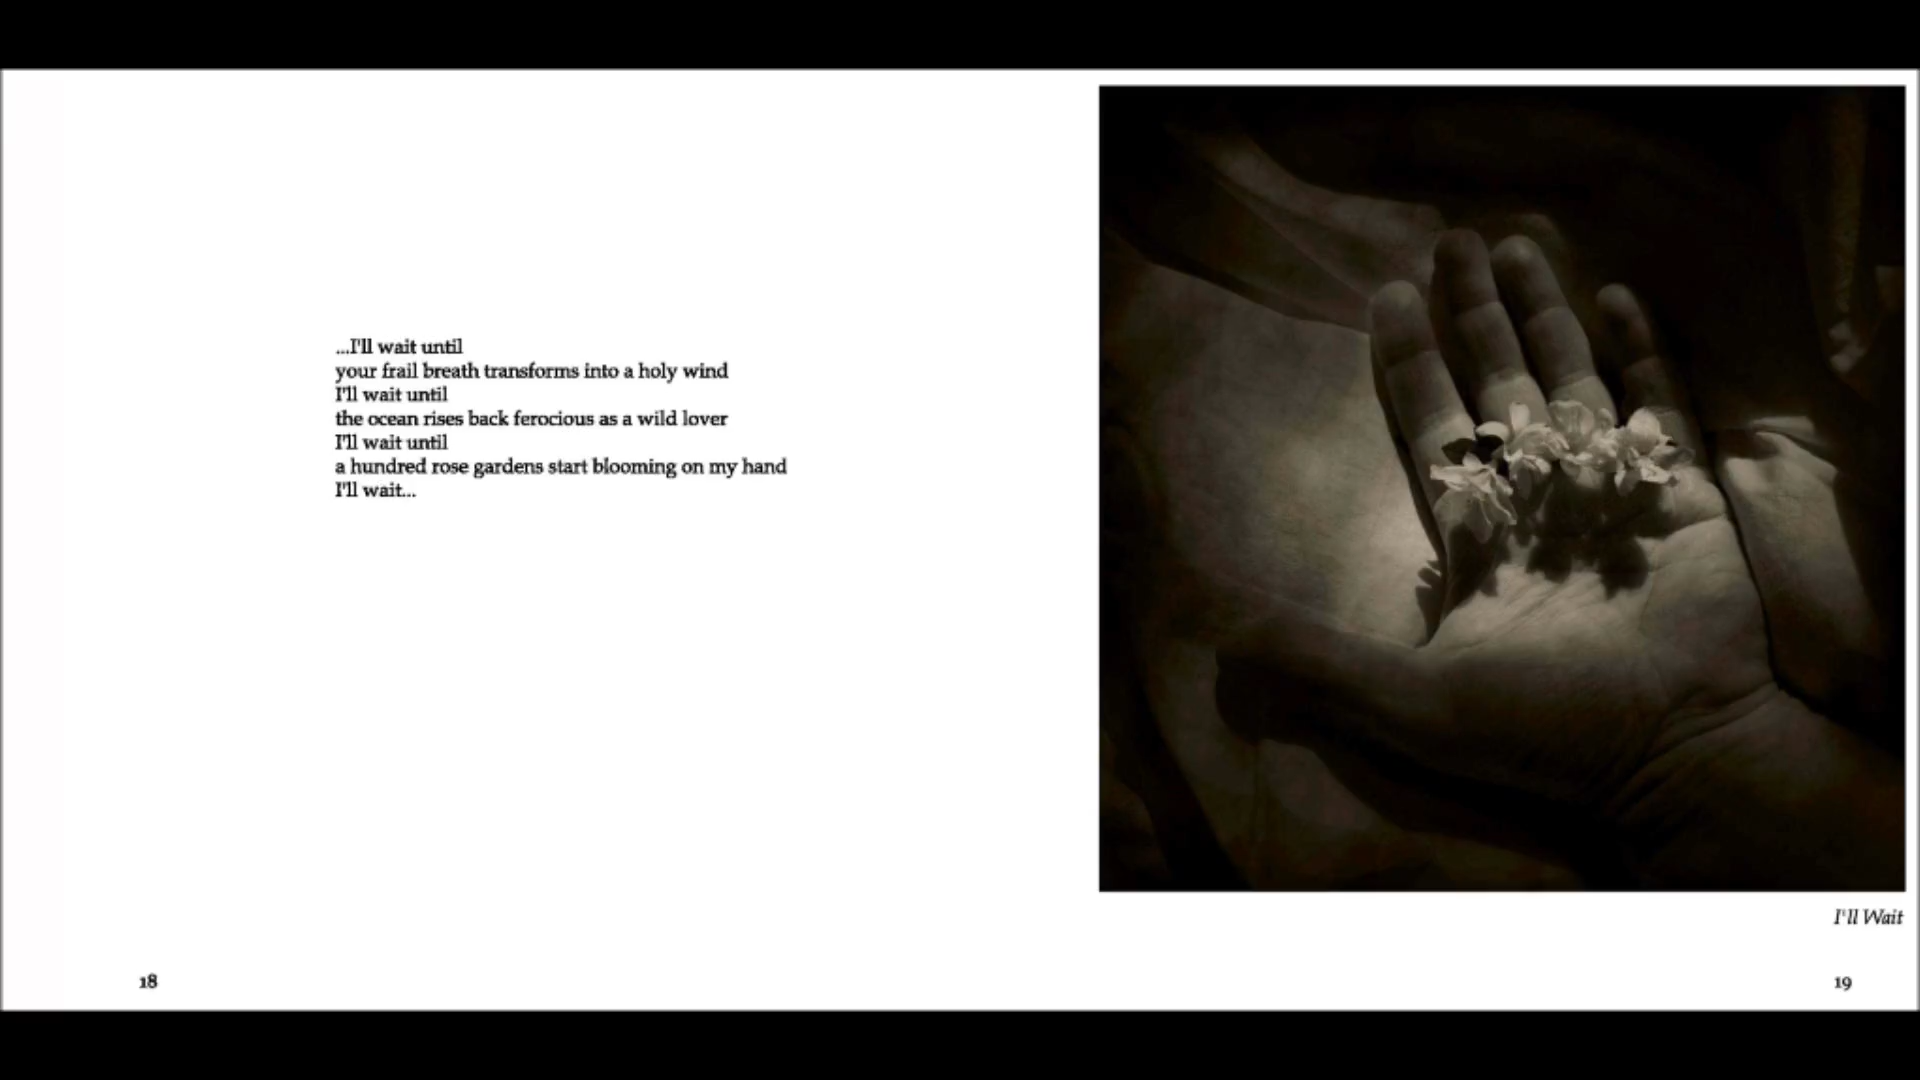 ...I'll wait until
your frail breath transforms into a holy wind
I'll wait until
the ocean rises back ferocious as a wild lover
I'll wait until
a hundred rose gardens start blooming on my hand
I'll wait...
I'll Wait
18
19